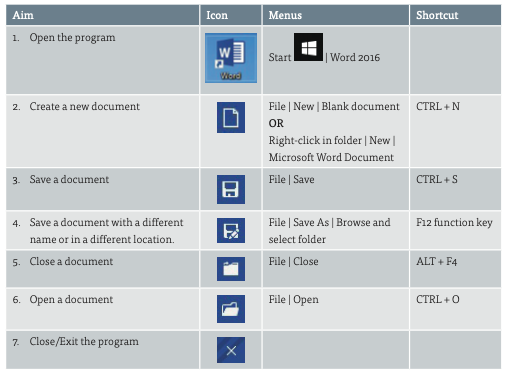 Aim Icon Menus Shortcut
1. Open the program Word Start | Word 2016
2. Create a new document File | New | Blank document CTRL + N
OR
Right-click in folder | New |
Microsoft Word Document
3. Save a document File | Save CTRL + S
4. Save a document with a different File | Save As | Browse and F12 function key
name or in a different location. select folder
5. Close a document File | Close ALT + F4
6. Open a document File | Open CTRL + O
7. Close/Exit the program